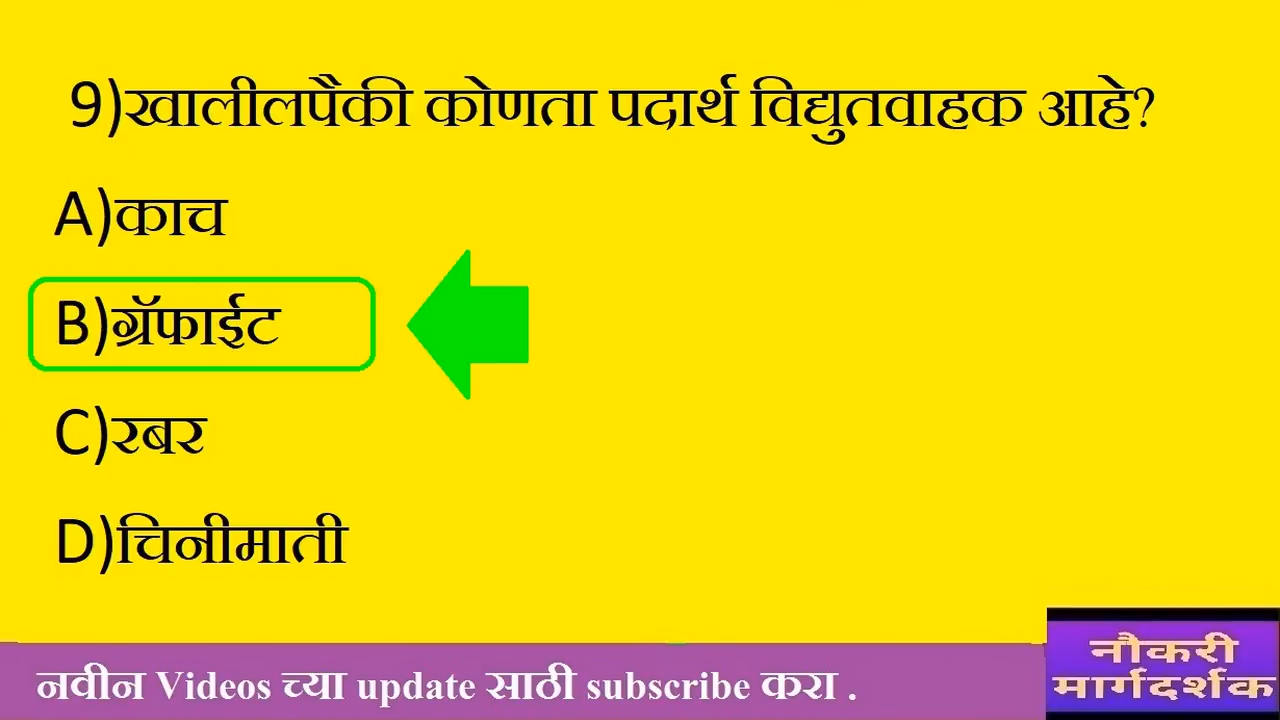 9)खालीलपैकी कोणता पदार्थ विद्युतवाहक आहे?
A)काच
B)ग्रॅफाईट
C)रबर
D)चिनीमाती
नवीन Videos च्या update साठी subscribe करा .
नौकरी
मार्गदर्शक